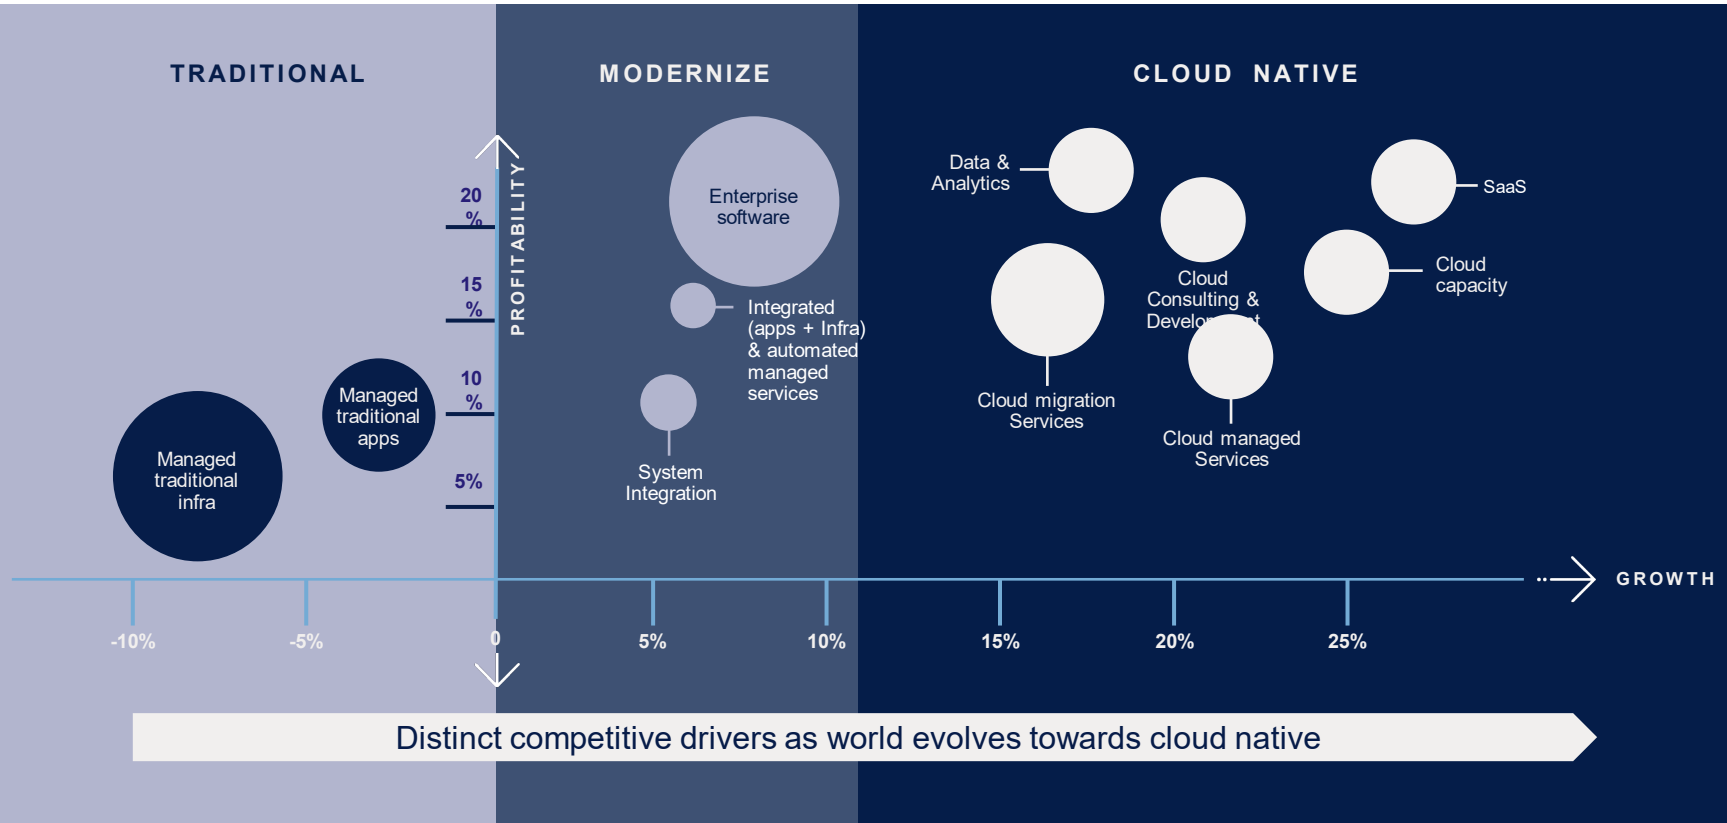 TRADITIONAL
MODERNIZE
CLOUD NATIVE
PROFITABILITY
20
%
15
%
10
%
5%
Managed
traditional
infra
Managed
traditional
apps
Enterprise
software
Integrated
(apps + Infra)
& automated
managed
services
System
Integration
Data &
Analytics
Cloud
Consulting &
Development
SaaS
Cloud
capacity
Cloud migration
Services
Cloud managed
Services
GROWTH
-10%
-5%
0
5%
10%
15%
20%
25%
Distinct competitive drivers as world evolves towards cloud native